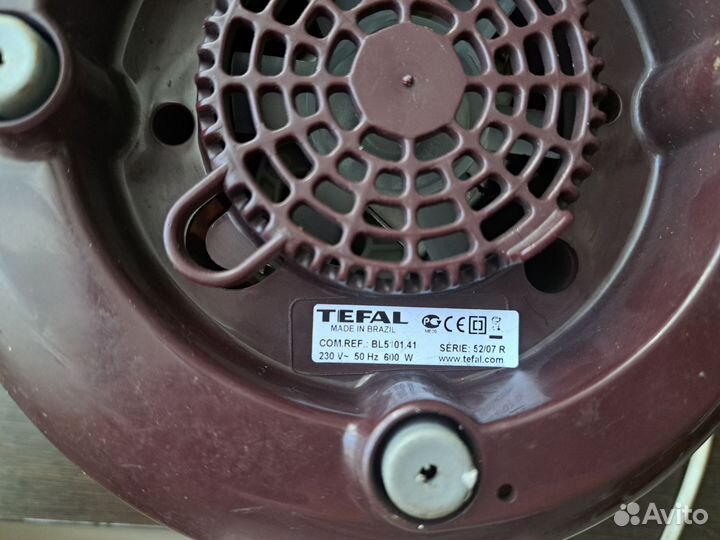 TEFAL
MADE IN BRAZIL
COM.REF.: BL5101.41 SÉRIE: 52/07 R
230 V~ 50 Hz 600 W www.tefal.com
Avito